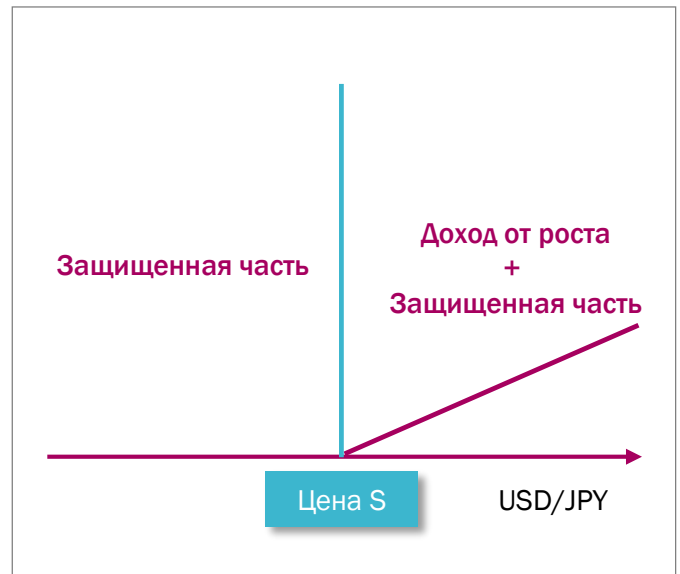 Защищенная часть
Доход от роста
+
Защищенная часть
Цена S
USD/JPY